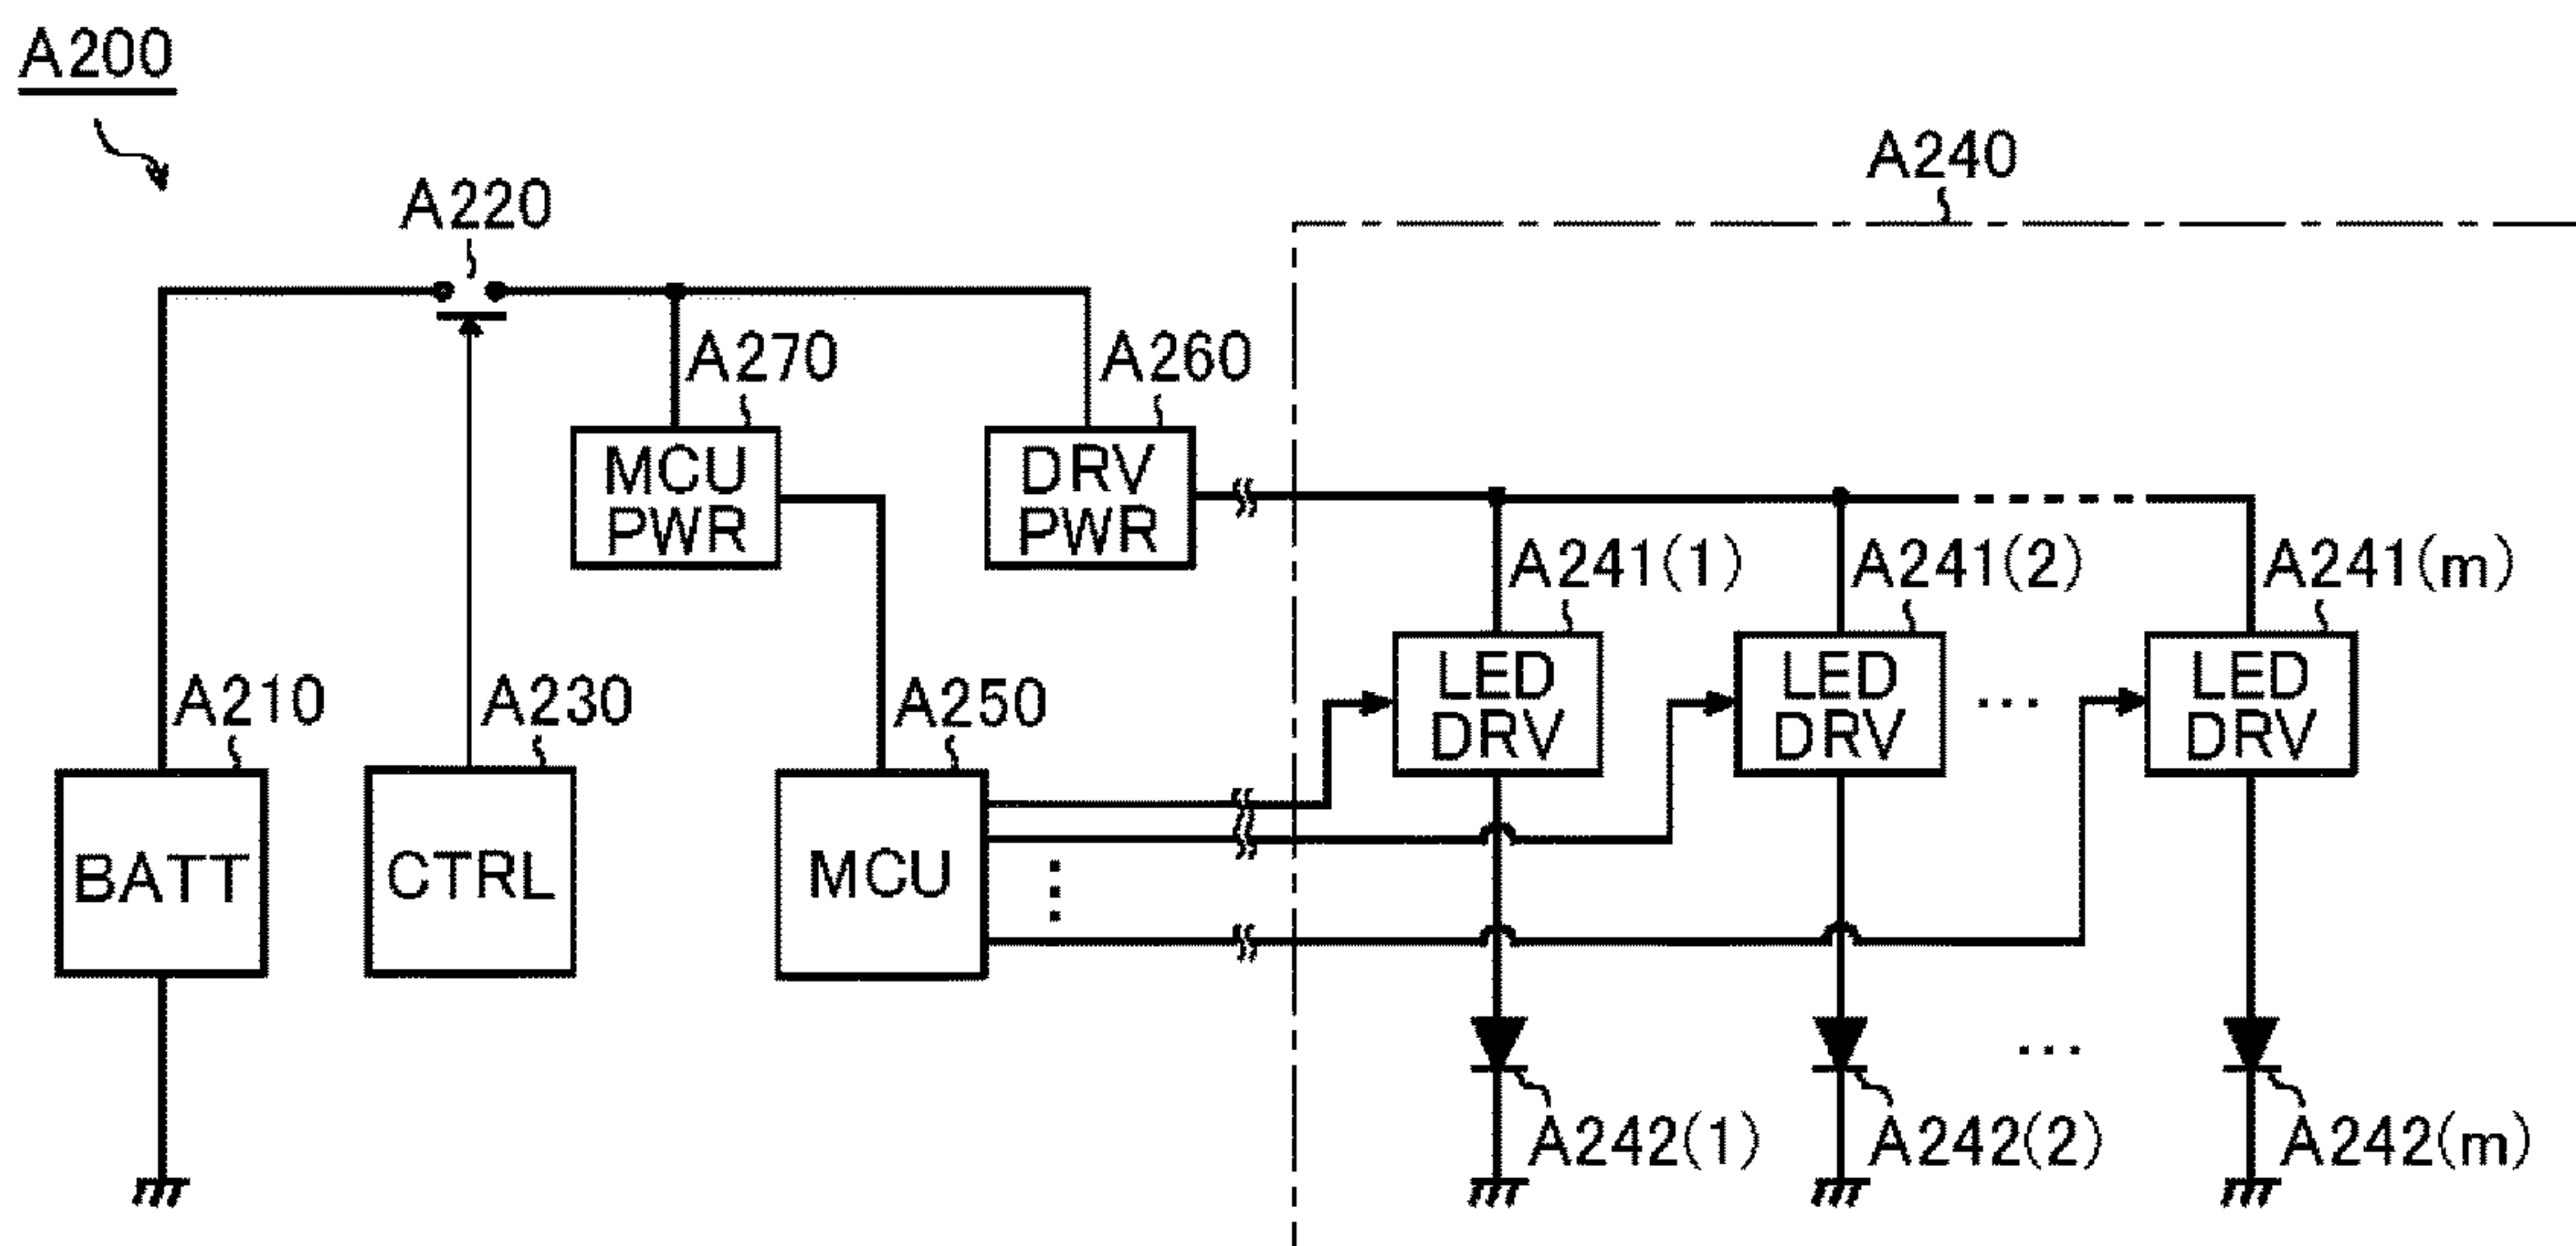 A200
A240
A220
A270
A260
MCU
PWR
DRV
PWR
A241(1)
A241(2)
A241(m)
LED
DRV
LED
DRV
...
LED
DRV
A210
A230
A250
BATT
CTRL
MCU
...
A242(1)
A242(2)
A242(m)